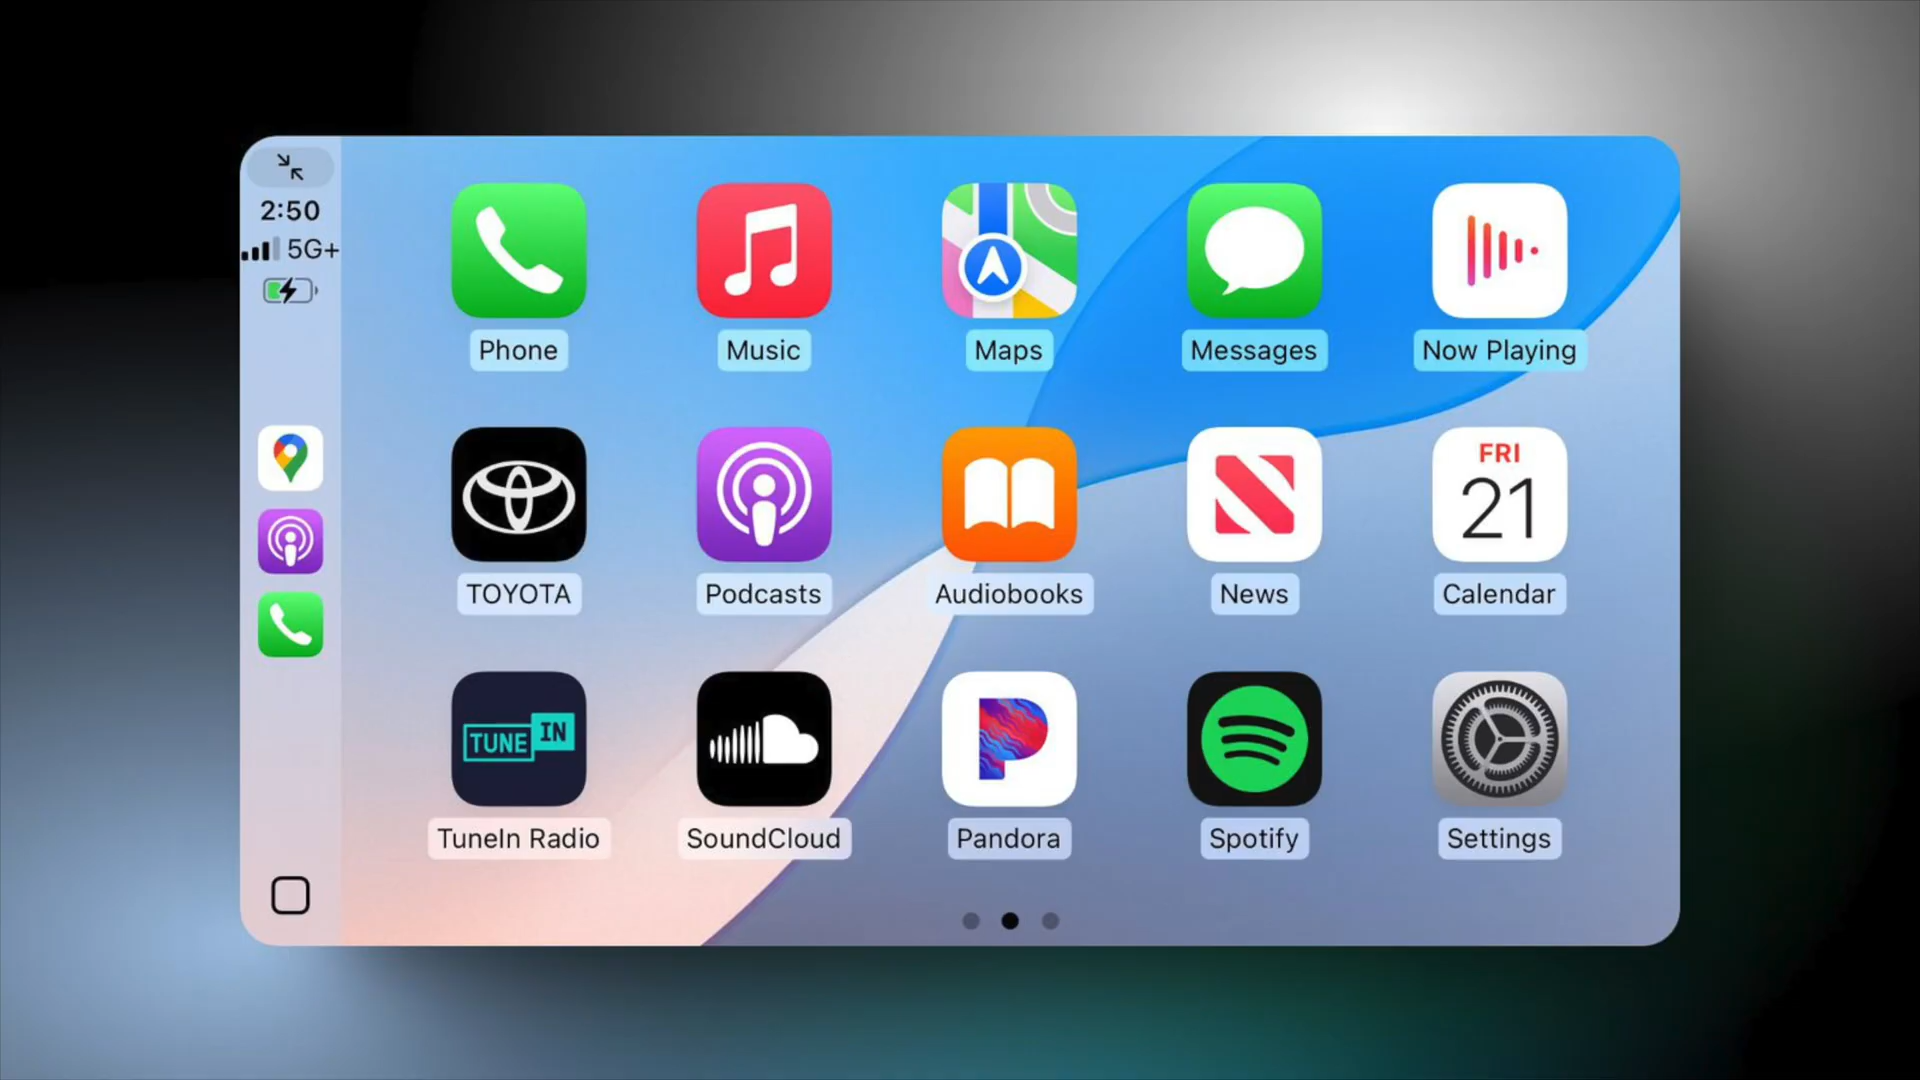 2:50
5G+
Phone
Music
Maps
Messages
Now Playing
FRI
21
TOYOTA
Podcasts
Audiobooks
News
Calendar
TUNE IN
TuneIn Radio
SoundCloud
Pandora
Spotify
Settings